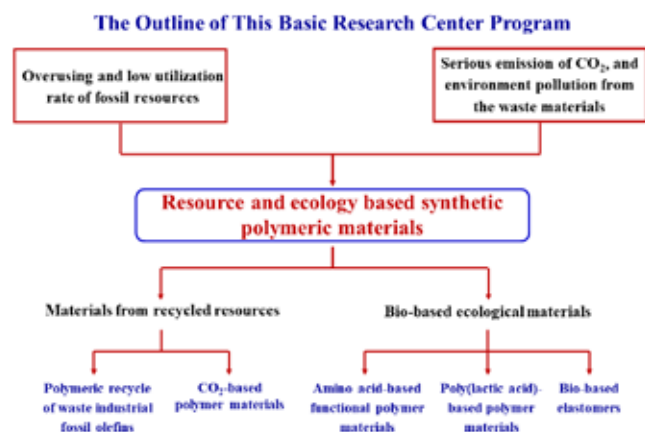 The Outline of This Basic Research Center Program
Overusing and low utilization
rate of fossil resources
Serious emission of CO₂, and
environment pollution from
the waste materials
Resource and ecology based synthetic
polymeric materials
Materials from recycled resources
Bio-based ecological materials
Polymeric recycle
of waste industrial
fossil olefins
CO₂-based
polymer materials
Amino acid-based
functional polymer
materials
Poly(lactic acid)-
based polymer
materials
Bio-based
elastomers